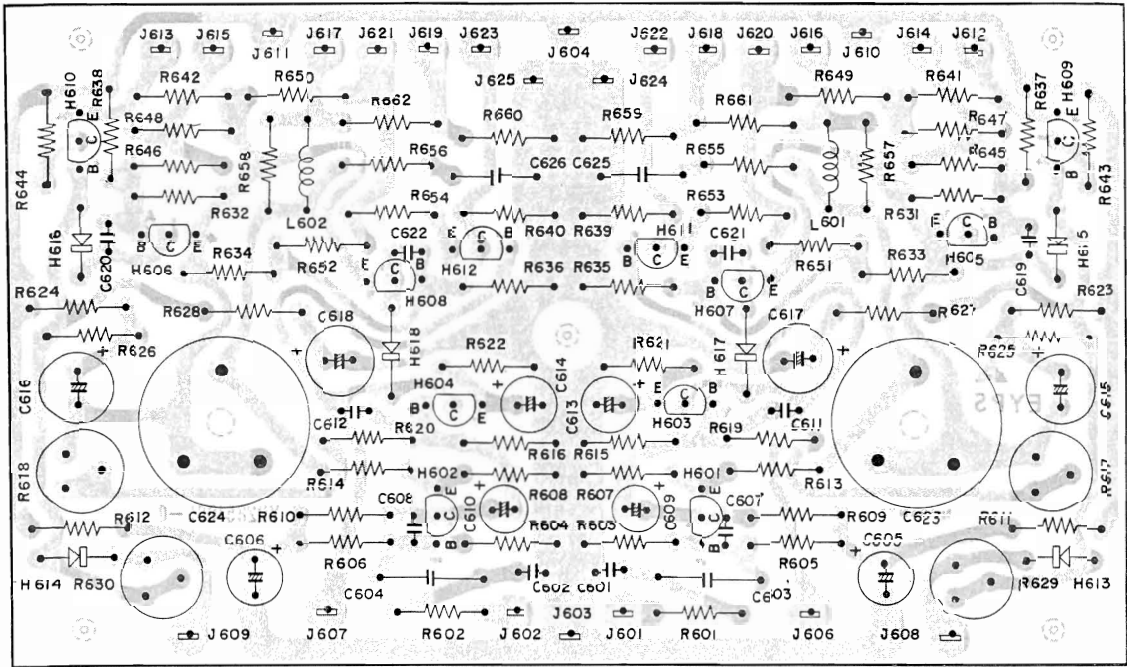 J613 J615 J617 J621 J619 J623 J622 J618 J620 J616 J614 J612
J611 J604 J610
J625 J624
H610 R638 R642 R650 R649 R641 R637 H609
R662 R661
R648 R660 R659 R647
R646 R658 R656 C626 C625 R655 R657 R645
E C B E C B
R644 R643
R632 R654 R653 R631
L602 C622 R640 R639 H611 C621 L601
H616 C620 B C E E C B E C E E C B C619 H615
H606 R634 R652 H612 R636 R635 R651 R633 H605
E C B B C E
H608 H607
R624 R628 C618 H618 H617 C617 R627 R623
R626 R622 R621 R625
+ + + + + +
C616 H604 C614 C613 C615
B C E E C B
C612 R620 H603 R619 C611
R616 R615
R618 R614 H602 H601 R613 R617
C608 E C B C610 R608 R607 C609 E C B C607
R612 C624 R610 R604 R603 R609 C623 R611
C606 + + C605
H614 R630 R606 R605 R629 H613
C604 C602 C601 C603
J609 J607 R602 J602 J603 J601 R601 J606 J608